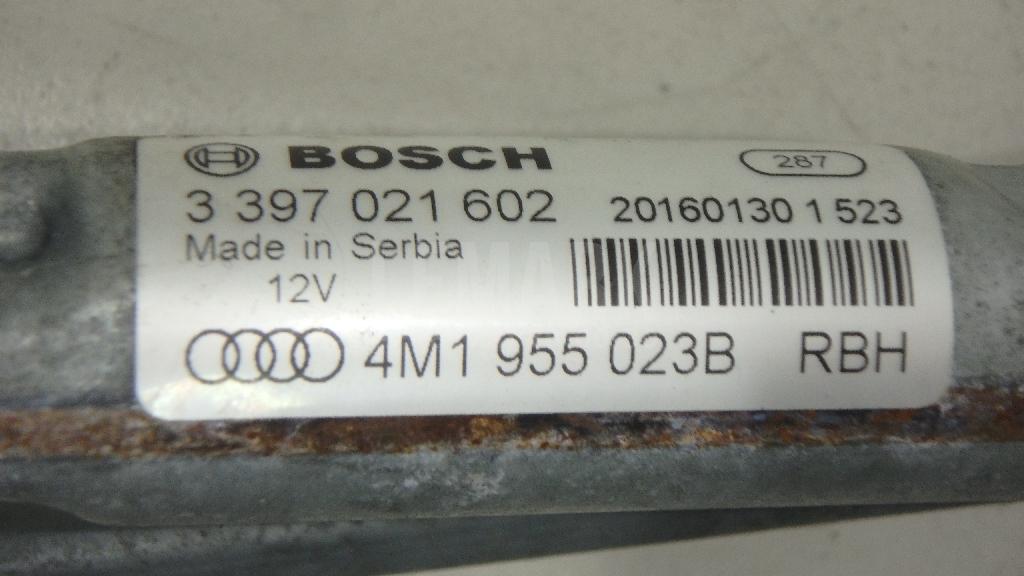 BOSCH
287
3 397 021 602
20160130 1 523
Made in Serbia
12V
4M1 955 023B RBH